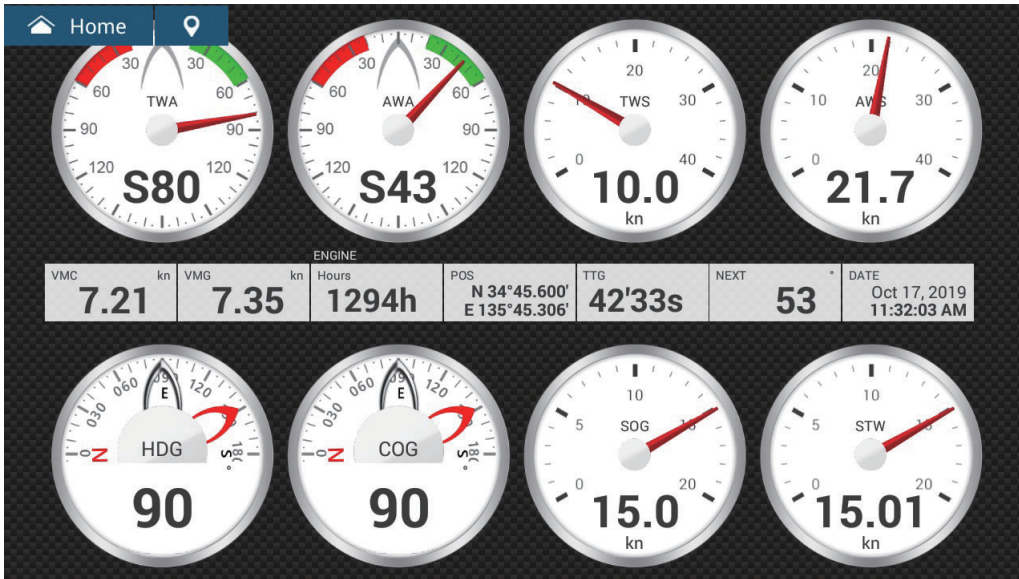 Home
30 30
60 60
TWA
90 90
120 120
S80
30 30
60 60
AWA
90 90
120 120
S43
20
10 30
TWS
0 40
10.0
kn
20
10 30
AWS
0 40
21.7
kn
ENGINE
VMC kn
7.21
VMG kn
7.35
Hours
1294h
POS
N 34°45.600'
E 135°45.306'
TTG
42'33s
NEXT °
53
DATE
Oct 17, 2019
11:32:03 AM
0 N 030 060 E 120 S
HDG
°
90
0 N 030 060 E 120 S
COG
°
90
10
5 15
SOG
0 20
15.0
kn
10
5 15
STW
0 20
15.01
kn